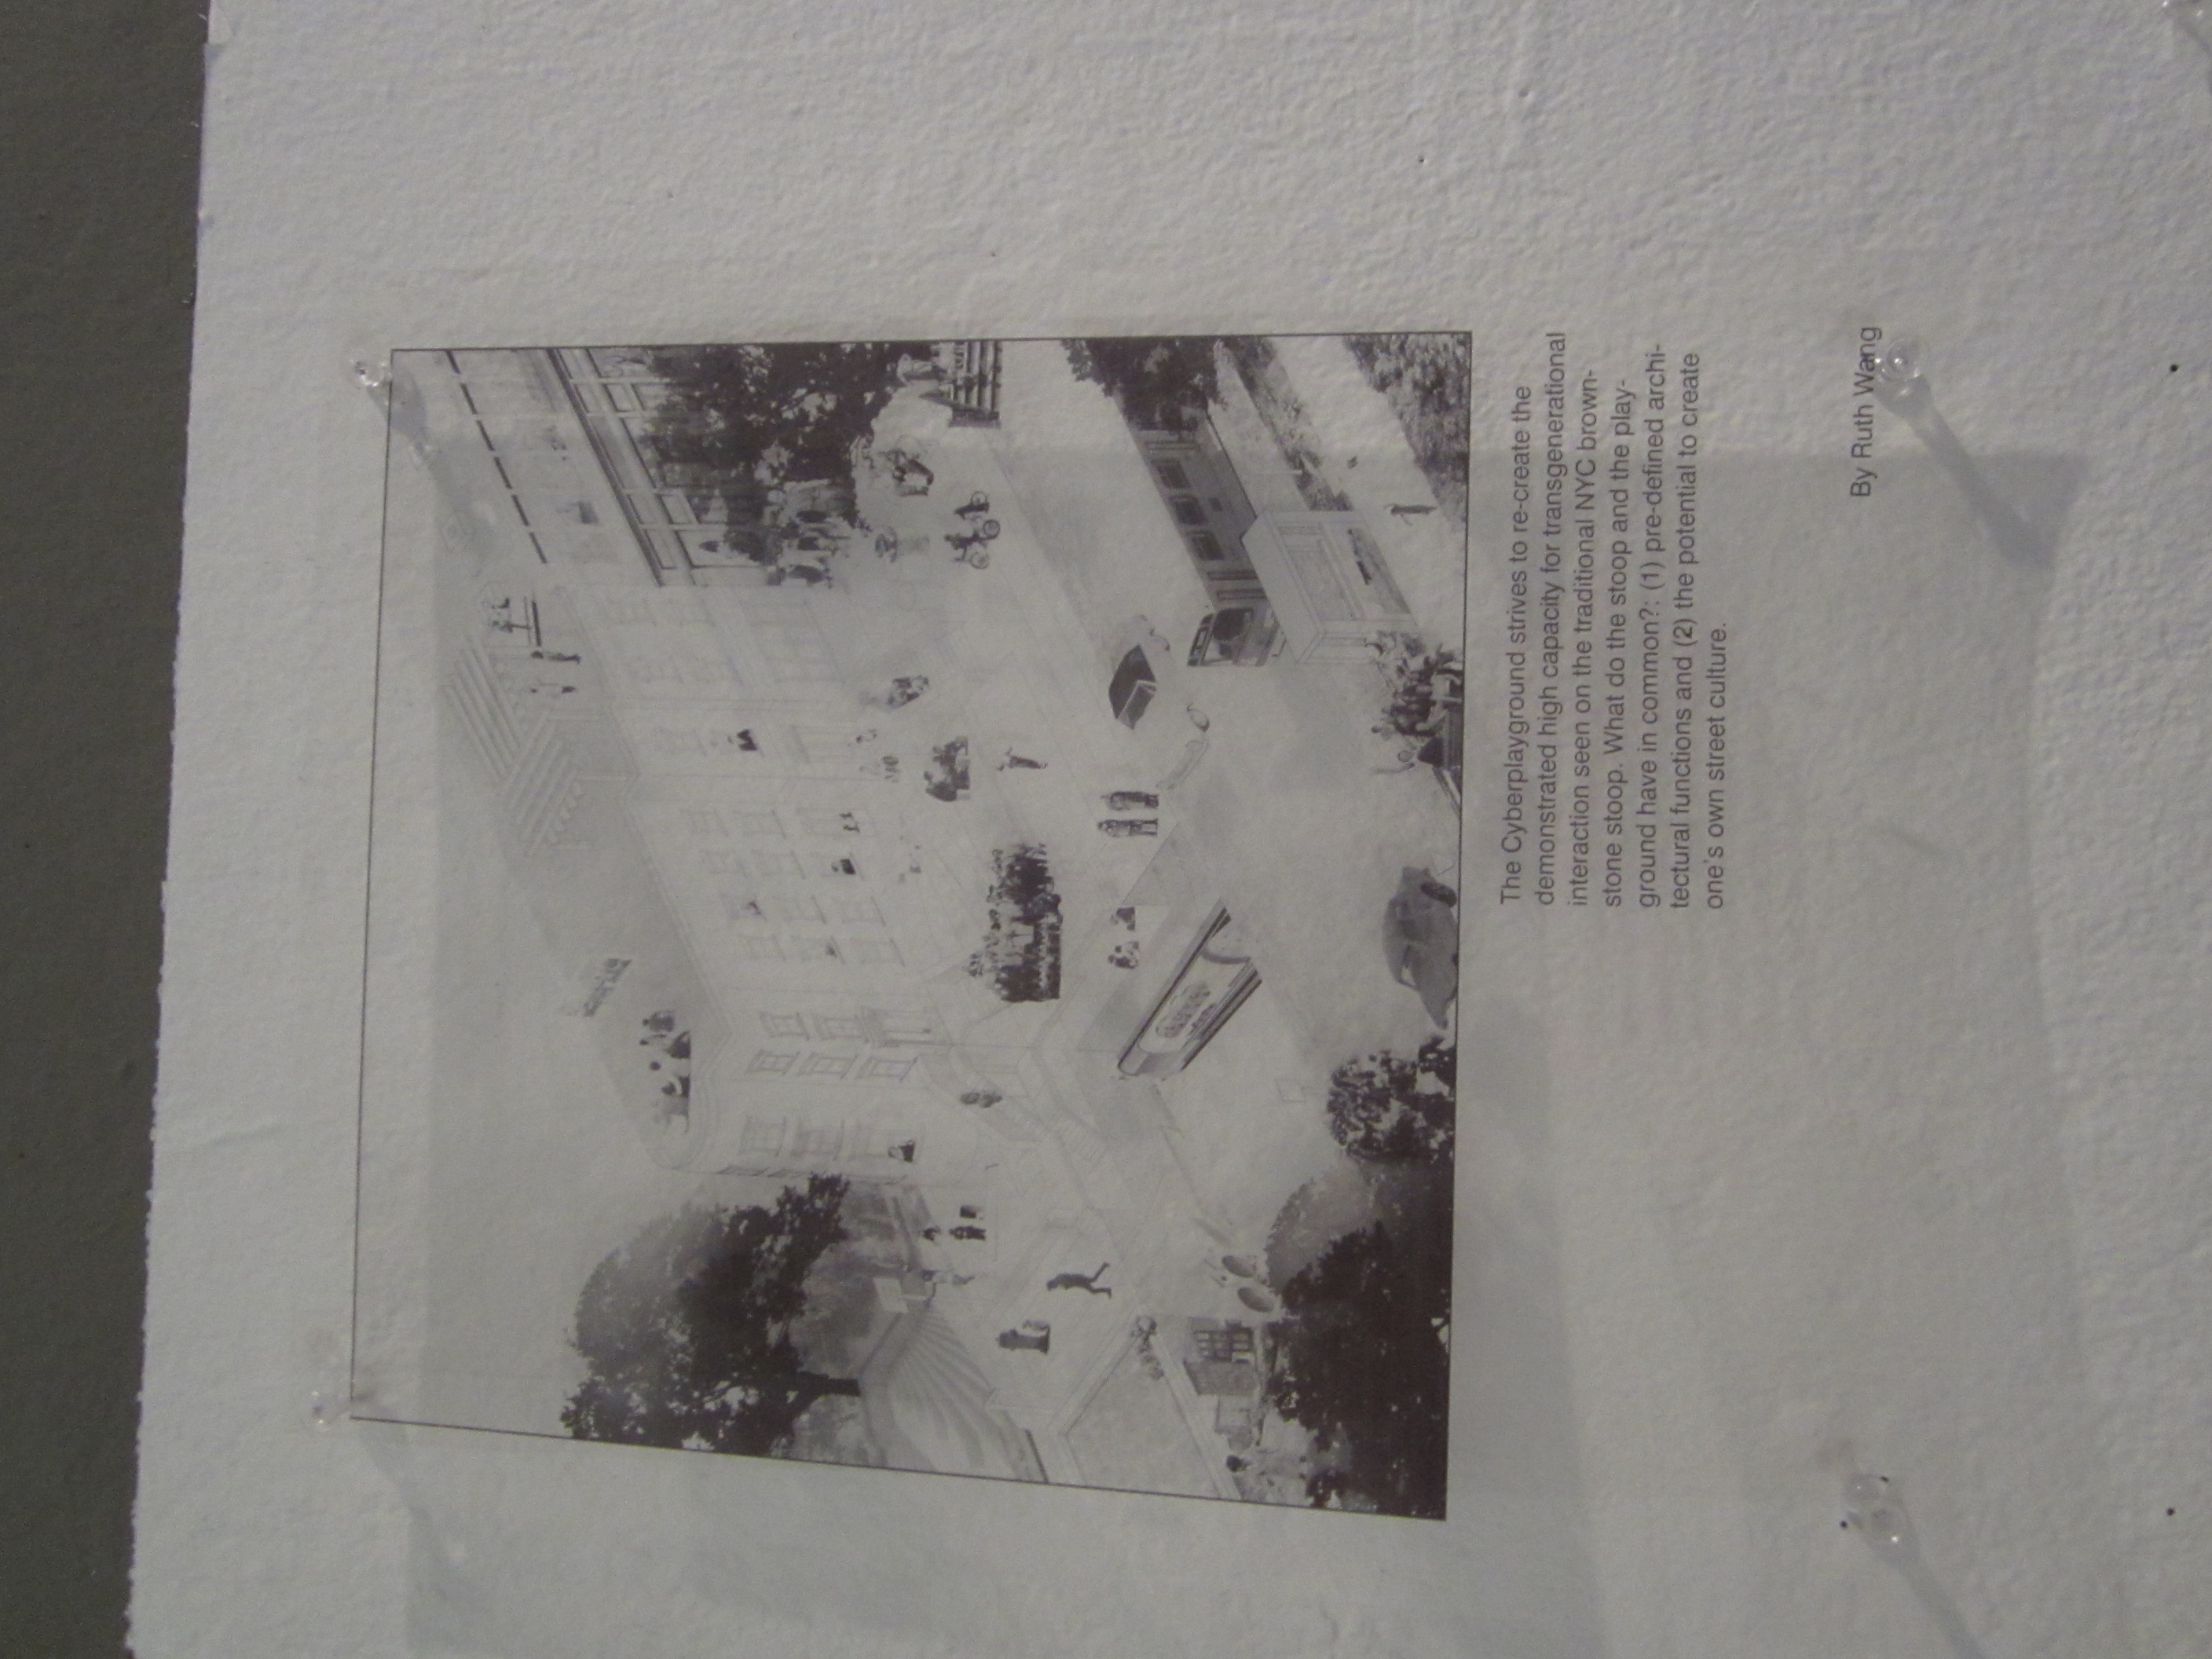 The Cyberplayground strives to re-create the
demonstrated high capacity for transgenerational
interaction seen on the traditional NYC brown-
stone stoop. What do the stoop and the play-
ground have in common?: (1) pre-defined archi-
tectural functions and (2) the potential to create
one's own street culture.
By Ruth Wang